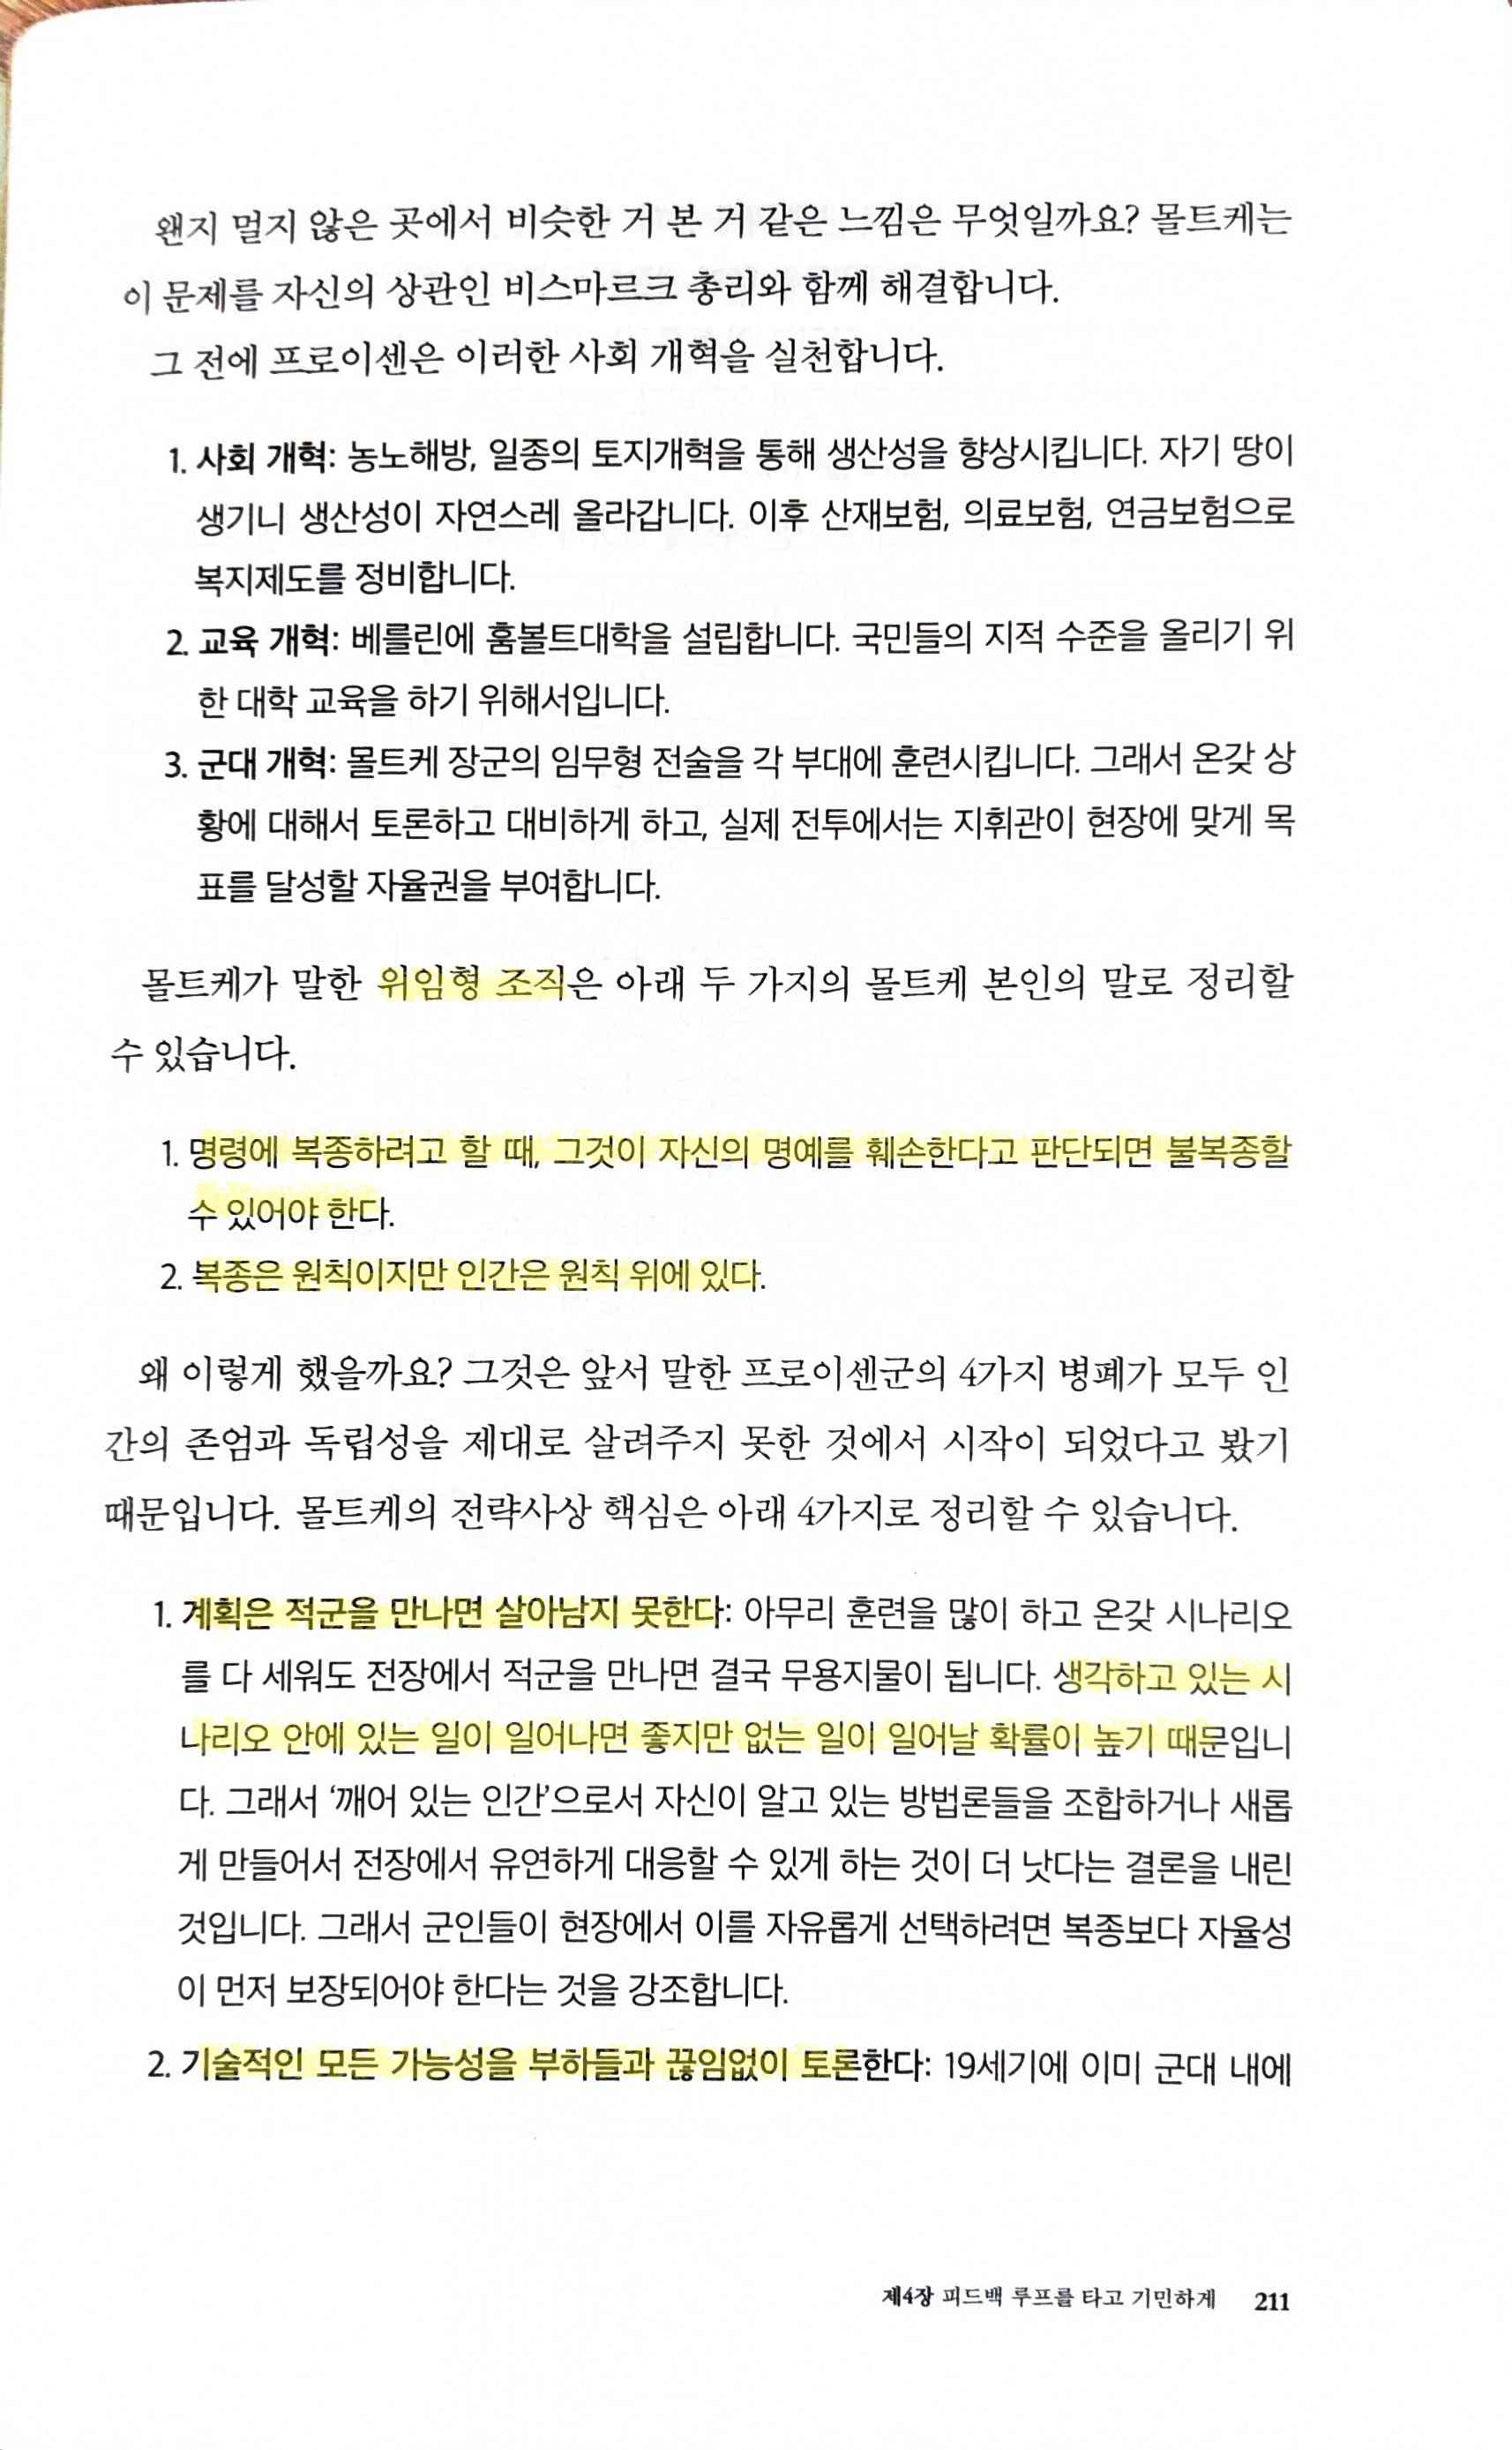 왠지 멀지 않은 곳에서 비슷한 거 본 거 같은 느낌은 무엇일까요? 몰트케는
이 문제를 자신의 상관인 비스마르크 총리와 함께 해결합니다.
그 전에 프로이센은 이러한 사회 개혁을 실천합니다.
1. 사회 개혁: 농노해방, 일종의 토지개혁을 통해 생산성을 향상시킵니다. 자기 땅이
생기니 생산성이 자연스레 올라갑니다. 이후 산재보험, 의료보험, 연금보험으로
복지제도를 정비합니다.
2. 교육 개혁: 베를린에 훔볼트대학을 설립합니다. 국민들의 지적 수준을 올리기 위
한 대학 교육을 하기 위해서입니다.
3. 군대 개혁: 몰트케 장군의 임무형 전술을 각 부대에 훈련시킵니다. 그래서 온갖 상
황에 대해서 토론하고 대비하게 하고, 실제 전투에서는 지휘관이 현장에 맞게 목
표를 달성할 자율권을 부여합니다.
몰트케가 말한 위임형 조직은 아래 두 가지의 몰트케 본인의 말로 정리할
수 있습니다.
1. 명령에 복종하려고 할 때, 그것이 자신의 명예를 훼손한다고 판단되면 불복종할
수 있어야 한다.
2. 복종은 원칙이지만 인간은 원칙 위에 있다.
왜 이렇게 했을까요? 그것은 앞서 말한 프로이센군의 4가지 병폐가 모두 인
간의 존엄과 독립성을 제대로 살려주지 못한 것에서 시작이 되었다고 봤기
때문입니다. 몰트케의 전략사상 핵심은 아래 4가지로 정리할 수 있습니다.
1. 계획은 적군을 만나면 살아남지 못한다: 아무리 훈련을 많이 하고 온갖 시나리오
를 다 세워도 전장에서 적군을 만나면 결국 무용지물이 됩니다. 생각하고 있는 시
나리오 안에 있는 일이 일어나면 좋지만 없는 일이 일어날 확률이 높기 때문입니
다. 그래서 ‘깨어 있는 인간’으로서 자신이 알고 있는 방법론들을 조합하거나 새롭
게 만들어서 전장에서 유연하게 대응할 수 있게 하는 것이 더 낫다는 결론을 내린
것입니다. 그래서 군인들이 현장에서 이를 자유롭게 선택하려면 복종보다 자율성
이 먼저 보장되어야 한다는 것을 강조합니다.
2. 기술적인 모든 가능성을 부하들과 끊임없이 토론한다: 19세기에 이미 군대 내에
제4장 피드백 루프를 타고 기민하게 211